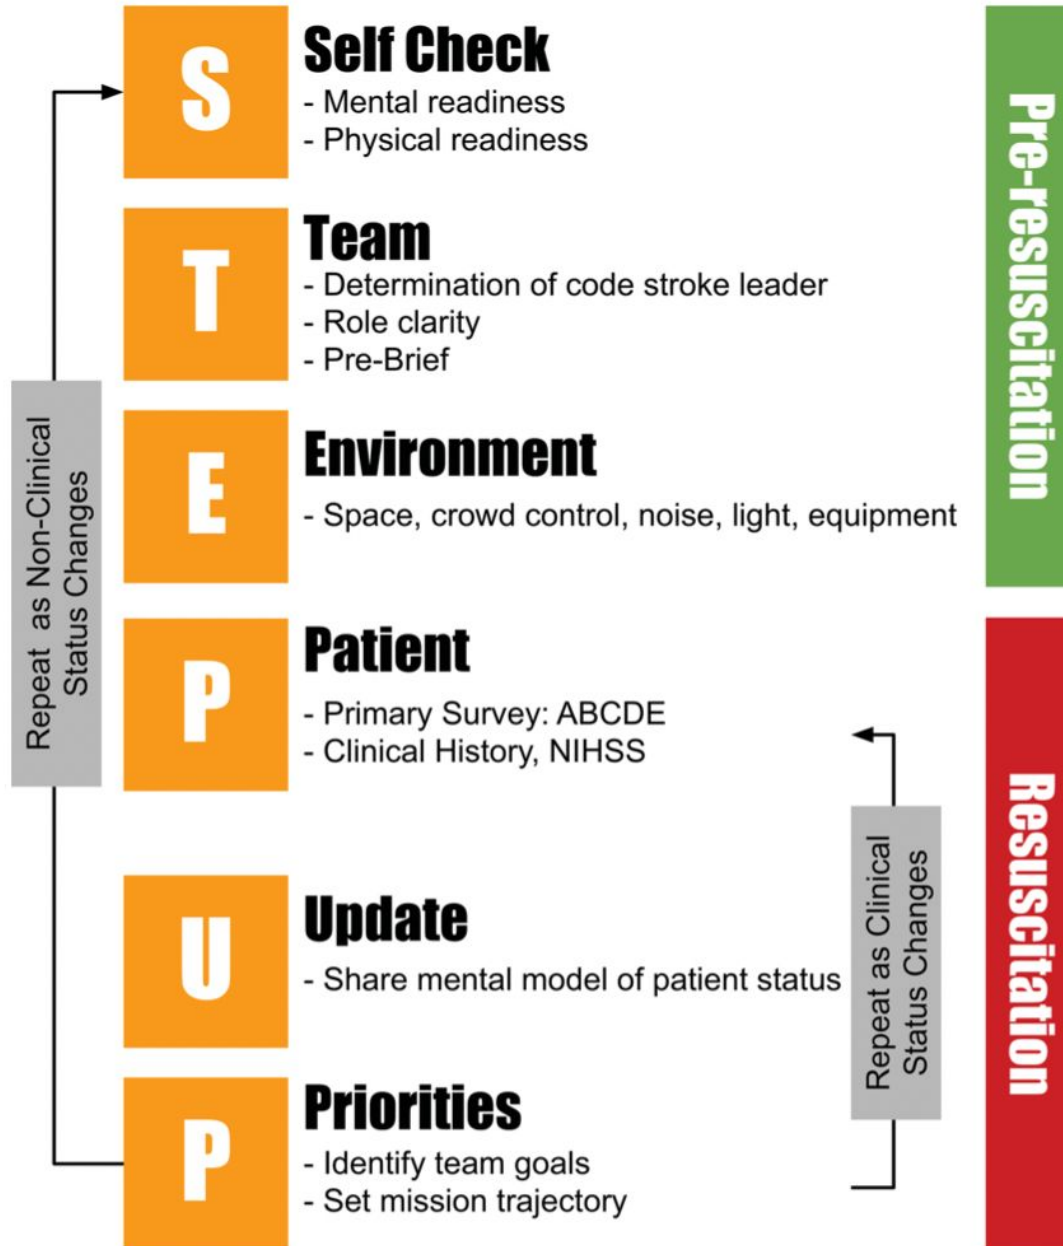 S
Self Check
- Mental readiness
- Physical readiness
T
Team
- Determination of code stroke leader
- Role clarity
- Pre-Brief
E
Environment
- Space, crowd control, noise, light, equipment
P
Patient
- Primary Survey: ABCDE
- Clinical History, NIHSS
U
Update
- Share mental model of patient status
P
Priorities
- Identify team goals
- Set mission trajectory
Repeat as Non-Clinical
Status Changes
Repeat as Clinical
Status Changes
Pre-resuscitation
Resuscitation